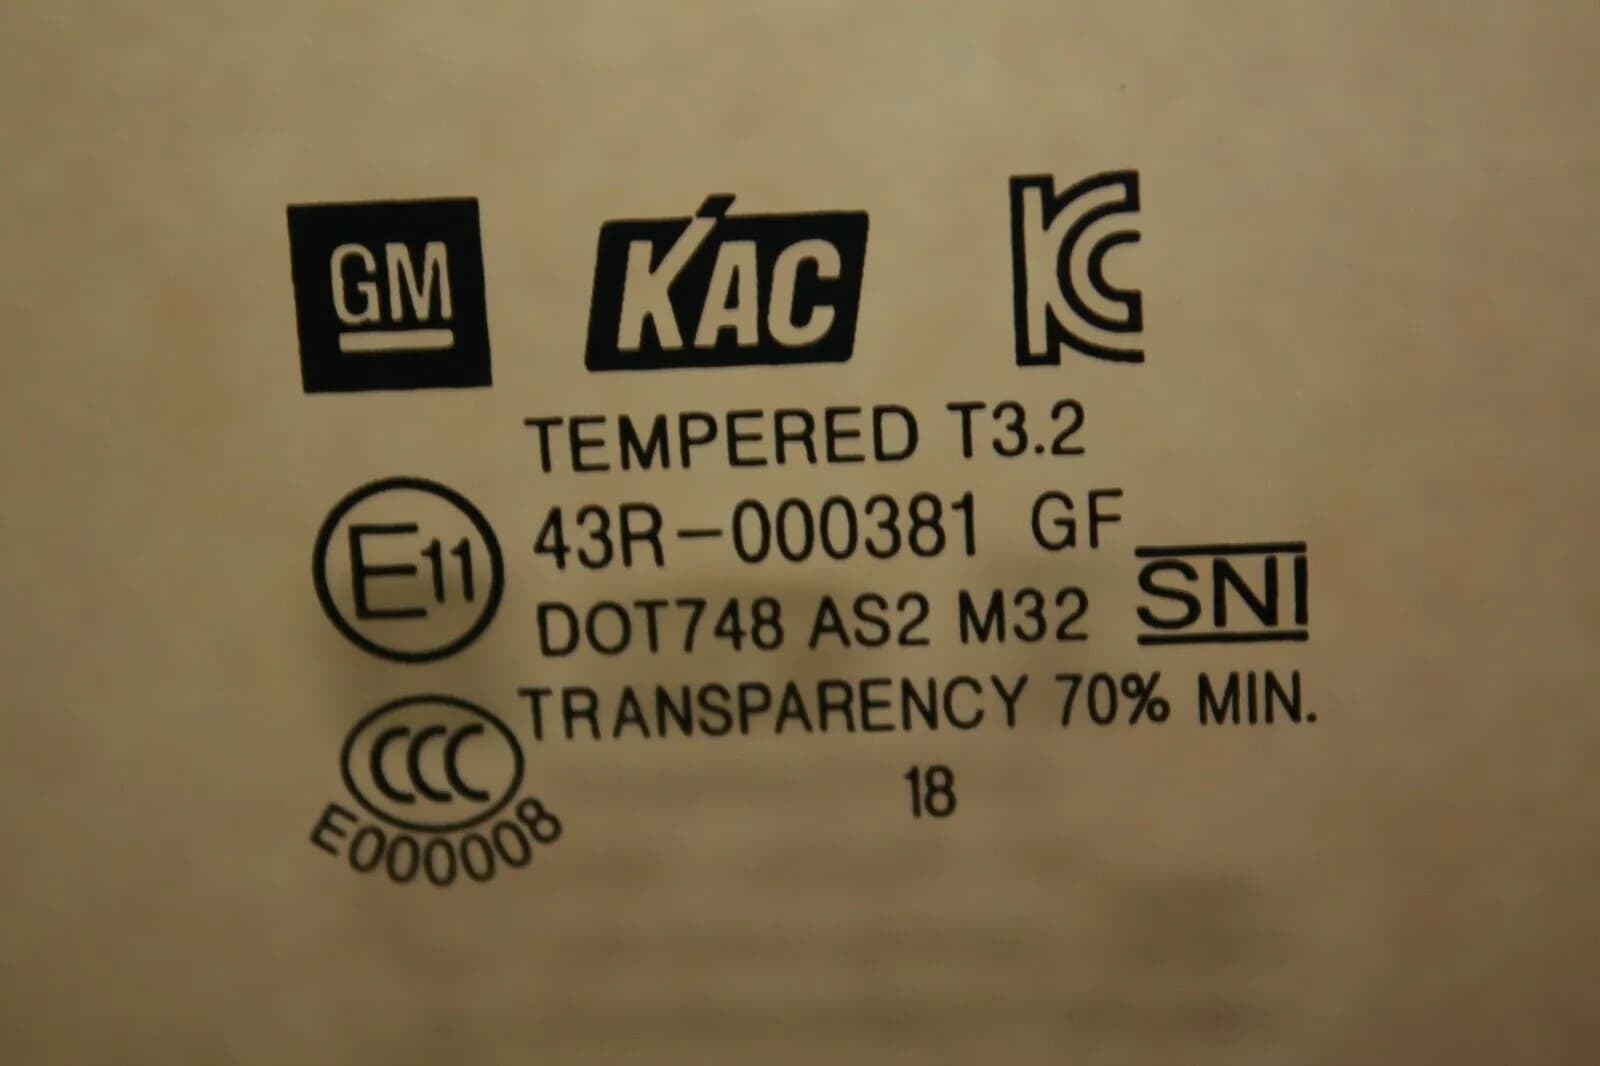 GM KAC KC
TEMPERED T3.2
E11 43R-000381 GF
DOT748 AS2 M32 SNI
TRANSPARENCY 70% MIN.
CCC
E000008
18